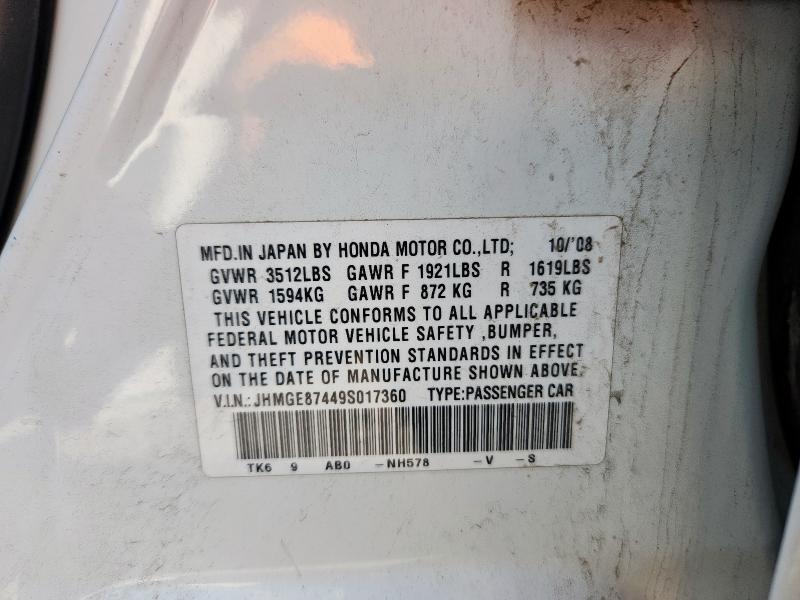 MFD.IN JAPAN BY HONDA MOTOR CO.,LTD; 10/'08
GVWR 3512LBS GAWR F 1921LBS R 1619LBS
GVWR 1594KG GAWR F 872 KG R 735 KG
THIS VEHICLE CONFORMS TO ALL APPLICABLE
FEDERAL MOTOR VEHICLE SAFETY ,BUMPER,
AND THEFT PREVENTION STANDARDS IN EFFECT
ON THE DATE OF MANUFACTURE SHOWN ABOVE.
V.I.N.:JHMGE87449S017360 TYPE:PASSENGER CAR
TK6 9 AB0 -NH578 -V -S